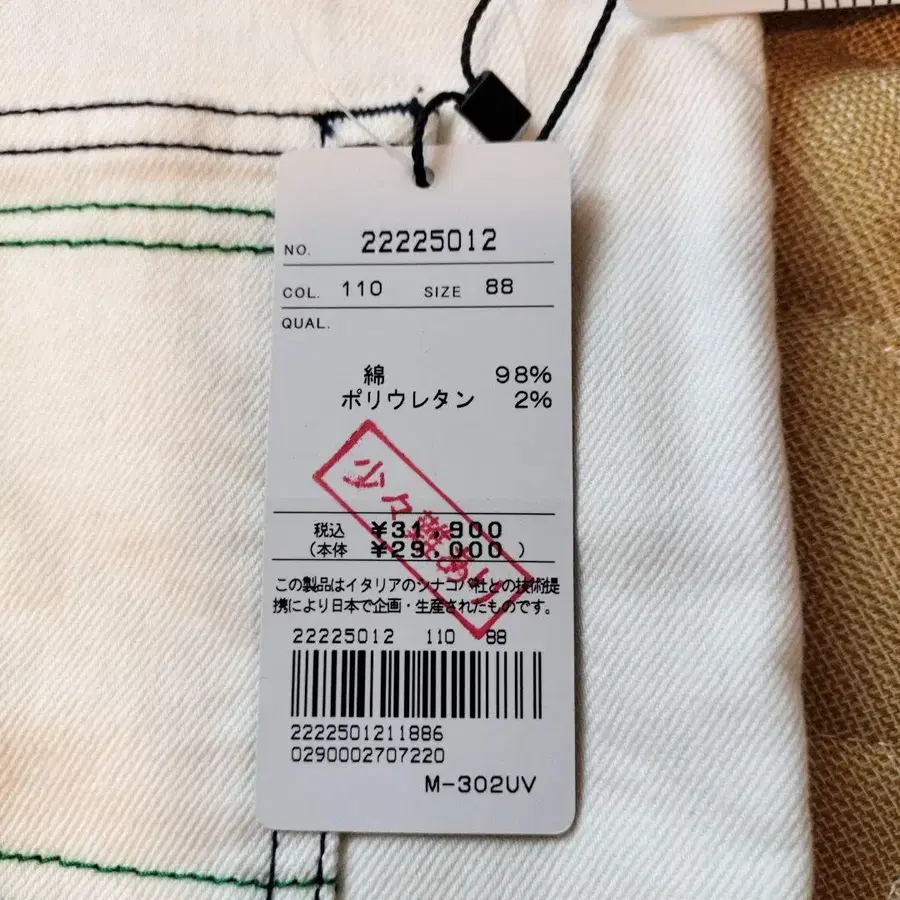 NO. 22225012
COL. 110 SIZE 88
QUAL.
綿 98%
ポリウレタン 2%
少々難あり
税込 ¥31,900
(本体 ¥29,000 )
この製品はイタリアのシナコバ社との技術提
携により日本で企画・生産されたものです。
22225012 110 88
2222501211886
0290002707220
M-302UV